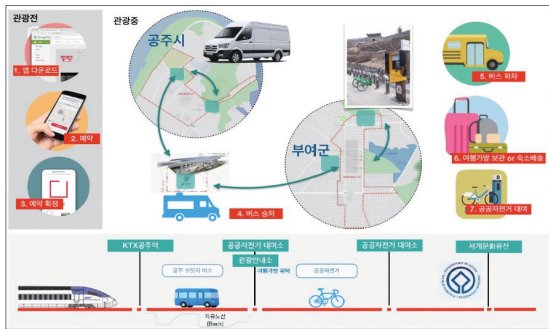 관광전
관광중
공주시
1. 앱 다운로드
2. 예약
3. 예약 확정
부여군
4. 버스 승차
5. 버스 하차
6. 여행가방 보관 or 숙소배송
7. 공공자전거 대여
KTX공주역
공공자전거 대여소
관광안내소
공공자전거 대여소
세계문화유산
공주 브릿지 버스
여행가방 위탁
공공자전거
자유노선
(Blank)